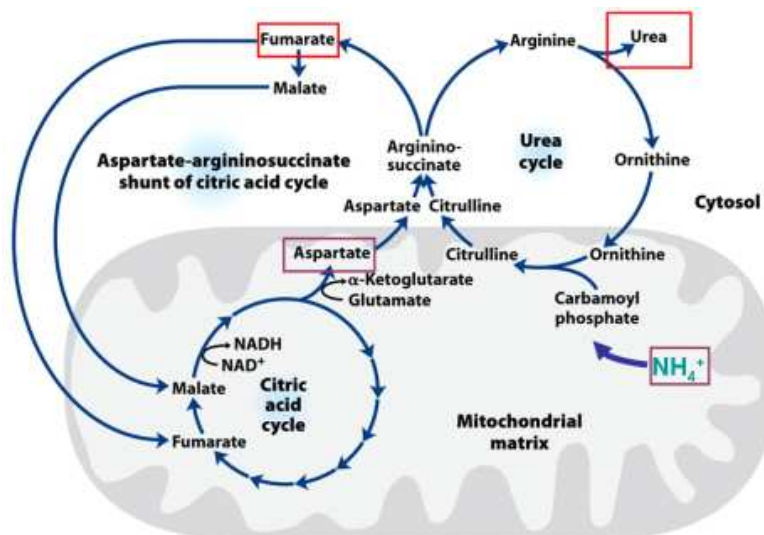 Fumarate
Arginine
Urea
Malate
Aspartate-argininosuccinate
shunt of citric acid cycle
Arginino-
succinate
Urea
cycle
Ornithine
Aspartate
Citrulline
Cytosol
Aspartate
Citrulline
Ornithine
α-Ketoglutarate
Glutamate
Carbamoyl
phosphate
NADH
NAD⁺
NH₄⁺
Malate
Citric
acid
cycle
Fumarate
Mitochondrial
matrix